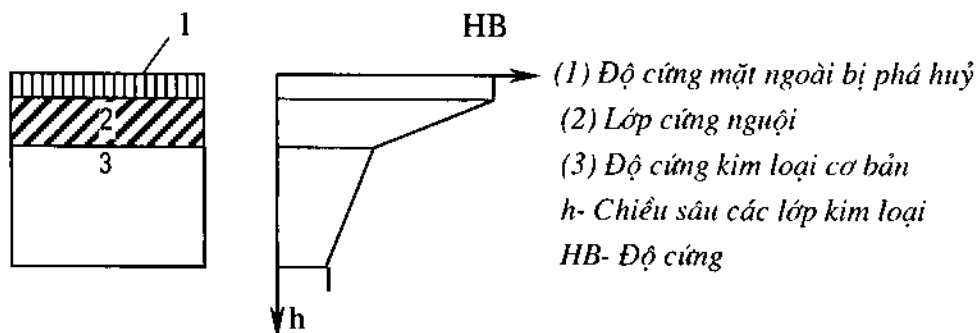 1
HB
2
3
(1) Độ cứng mặt ngoài bị phá huỷ
(2) Lớp cứng nguội
(3) Độ cứng kim loại cơ bản
h- Chiều sâu các lớp kim loại
HB- Độ cứng
h